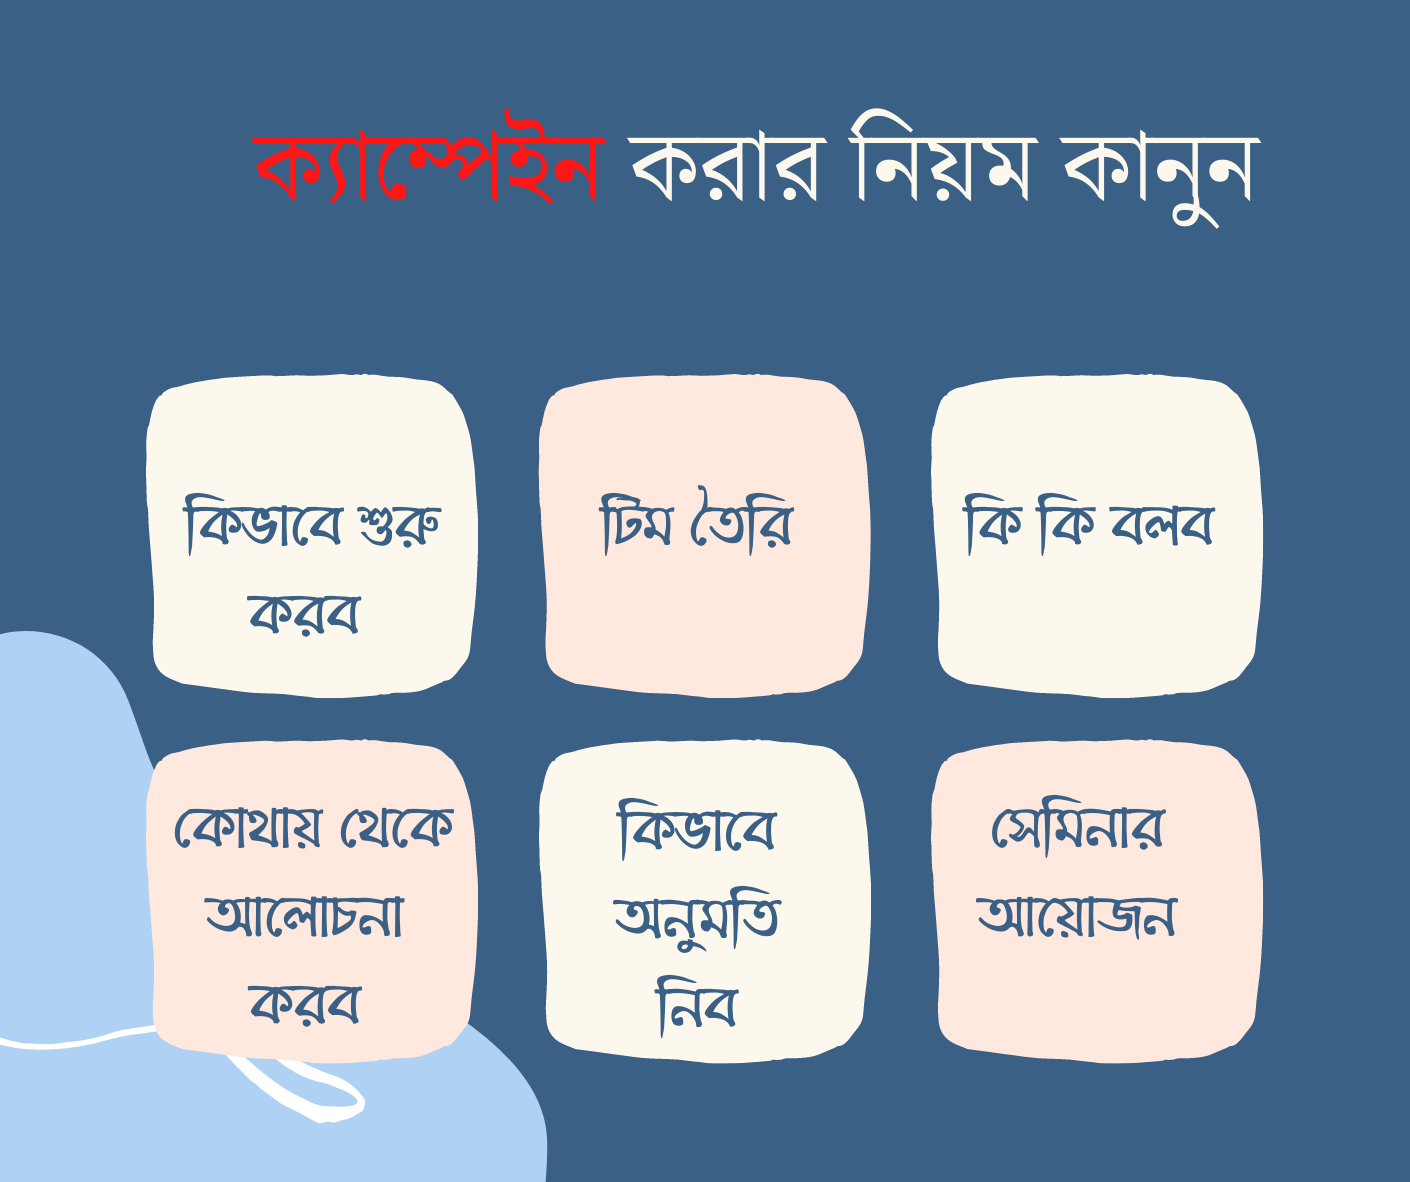 ক্যাম্পেইন করার নিয়ম কানুন
কিভাবে শুরু
করব
টিম তৈরি
কি কি বলব
কোথায় থেকে
আলোচনা
করব
কিভাবে
অনুমতি
নিব
সেমিনার
আয়োজন